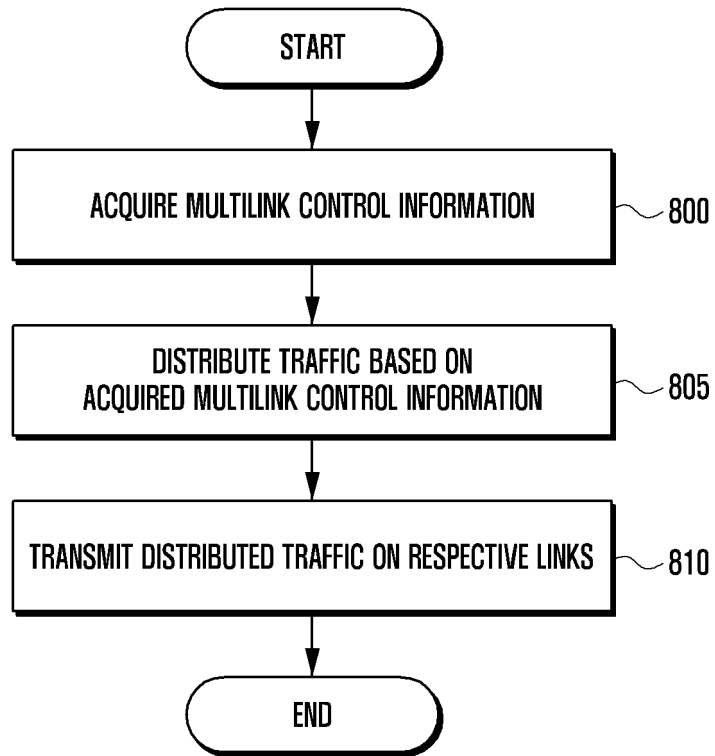 START
ACQUIRE MULTILINK CONTROL INFORMATION
800
DISTRIBUTE TRAFFIC BASED ON
ACQUIRED MULTILINK CONTROL INFORMATION
805
TRANSMIT DISTRIBUTED TRAFFIC ON RESPECTIVE LINKS
810
END